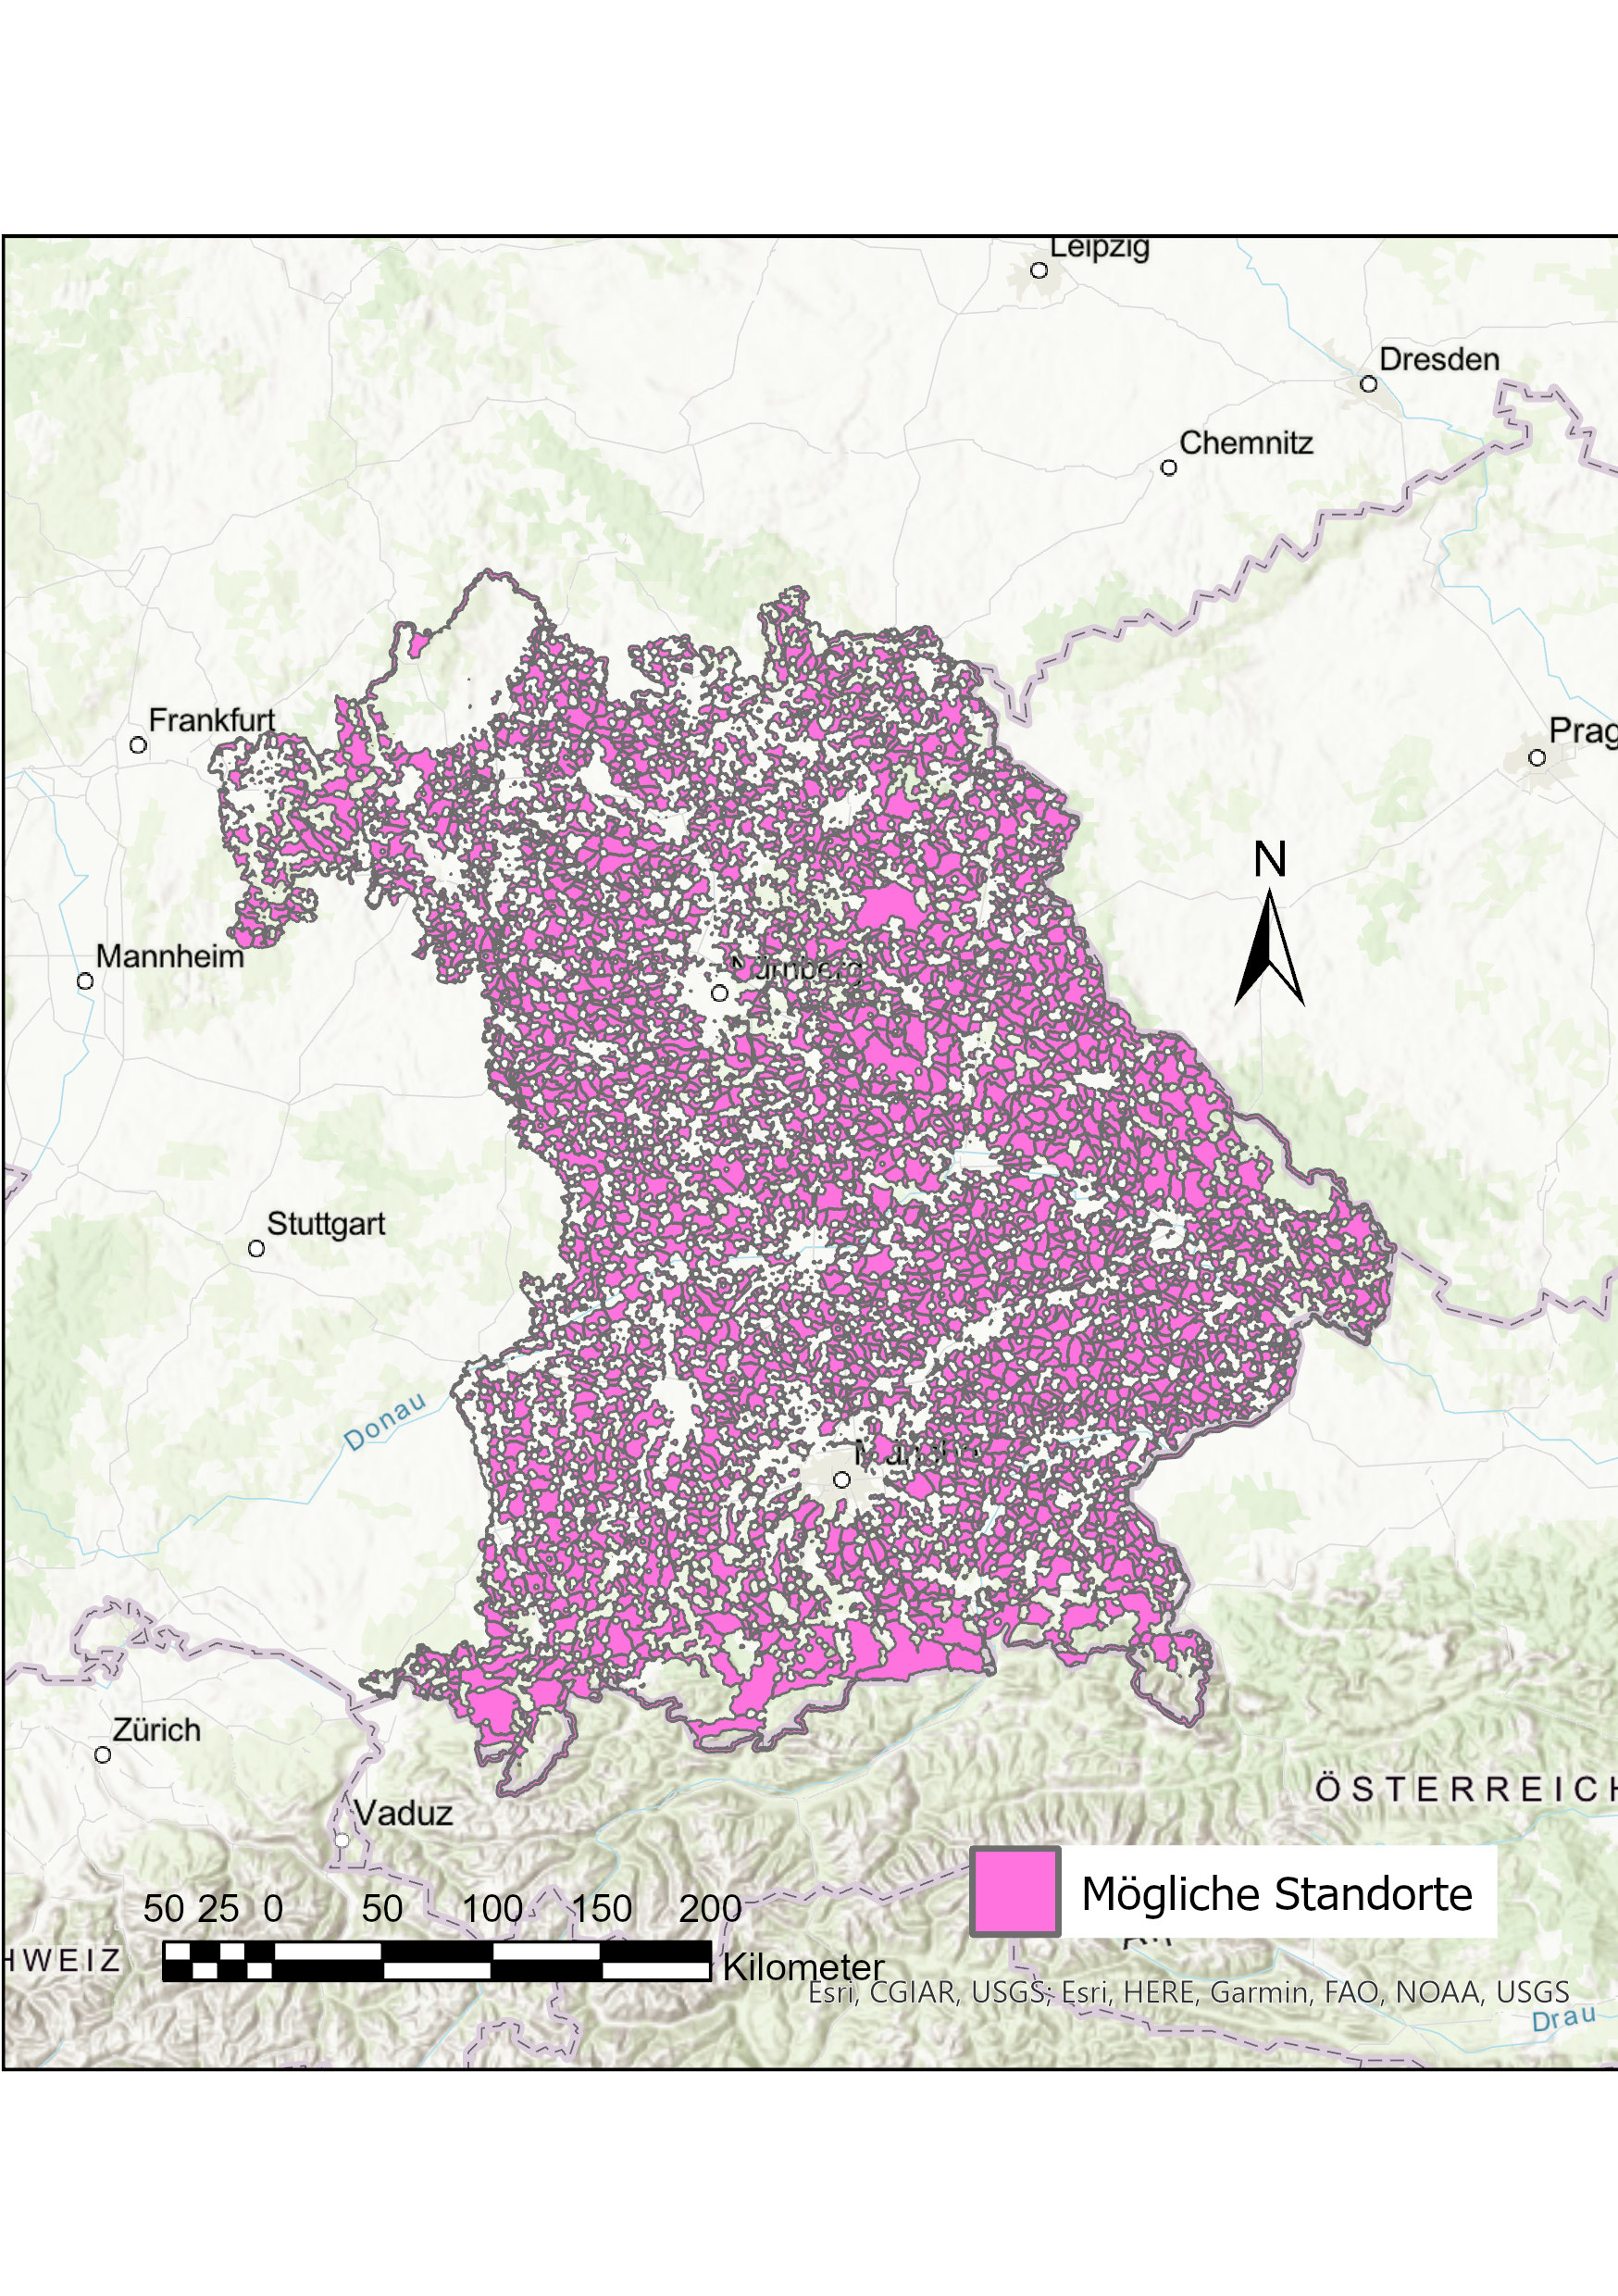 Leipzig
Dresden
Chemnitz
Frankfurt
Prag
N
Mannheim
Nürnberg
Stuttgart
Donau
Zürich
ÖSTERREICH
Vaduz
50 25 0 50 100 150 200
Kilometer
Mögliche Standorte
HWEIZ
Esri, CGIAR, USGS; Esri, HERE, Garmin, FAO, NOAA, USGS
Drau